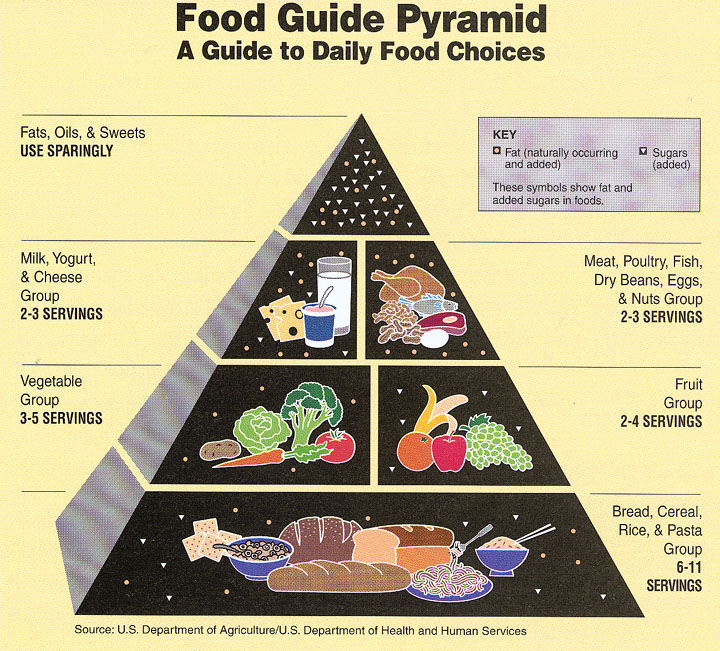 Food Guide Pyramid
A Guide to Daily Food Choices
Fats, Oils, & Sweets
USE SPARINGLY
KEY
Fat (naturally occurring
and added)
Sugars
(added)
These symbols show fat and
added sugars in foods.
Milk, Yogurt,
& Cheese
Group
2-3 SERVINGS
Meat, Poultry, Fish,
Dry Beans, Eggs,
& Nuts Group
2-3 SERVINGS
Vegetable
Group
3-5 SERVINGS
Fruit
Group
2-4 SERVINGS
Bread, Cereal,
Rice, & Pasta
Group
6-11
SERVINGS
Source: U.S. Department of Agriculture/U.S. Department of Health and Human Services